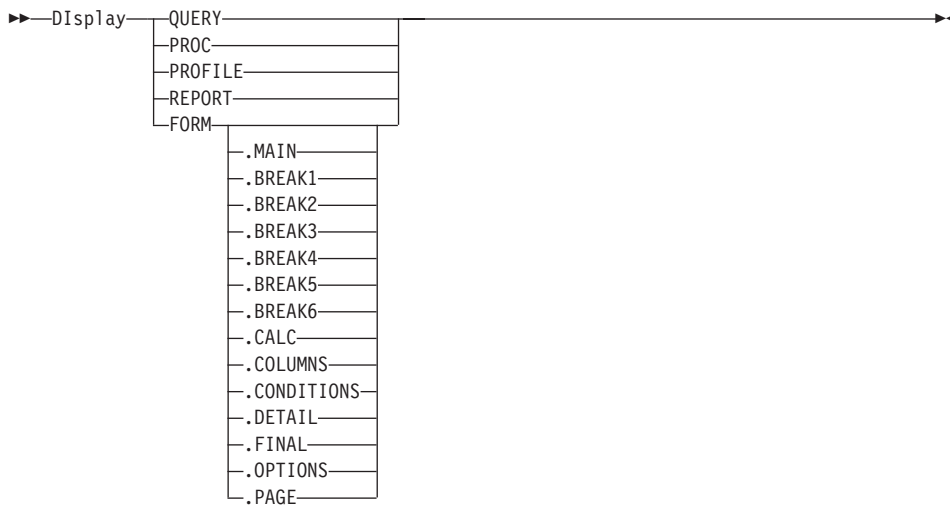 DIsplay QUERY
PROC
PROFILE
REPORT
FORM
.MAIN
.BREAK1
.BREAK2
.BREAK3
.BREAK4
.BREAK5
.BREAK6
.CALC
.COLUMNS
.CONDITIONS
.DETAIL
.FINAL
.OPTIONS
.PAGE